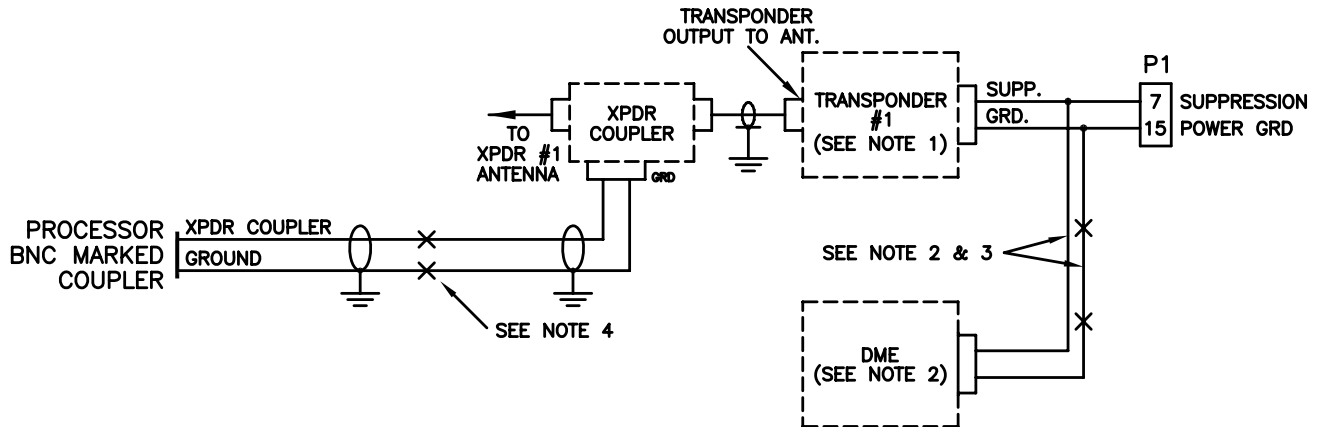 TRANSPONDER
OUTPUT TO ANT.
P1
XPDR
COUPLER
TRANSPONDER
#1
(SEE NOTE 1)
SUPP.
GRD.
7
SUPPRESSION
15
POWER GRD
TO
XPDR #1
ANTENNA
GRD
PROCESSOR
BNC MARKED
COUPLER
XPDR COUPLER
GROUND
SEE NOTE 4
SEE NOTE 2 & 3
DME
(SEE NOTE 2)